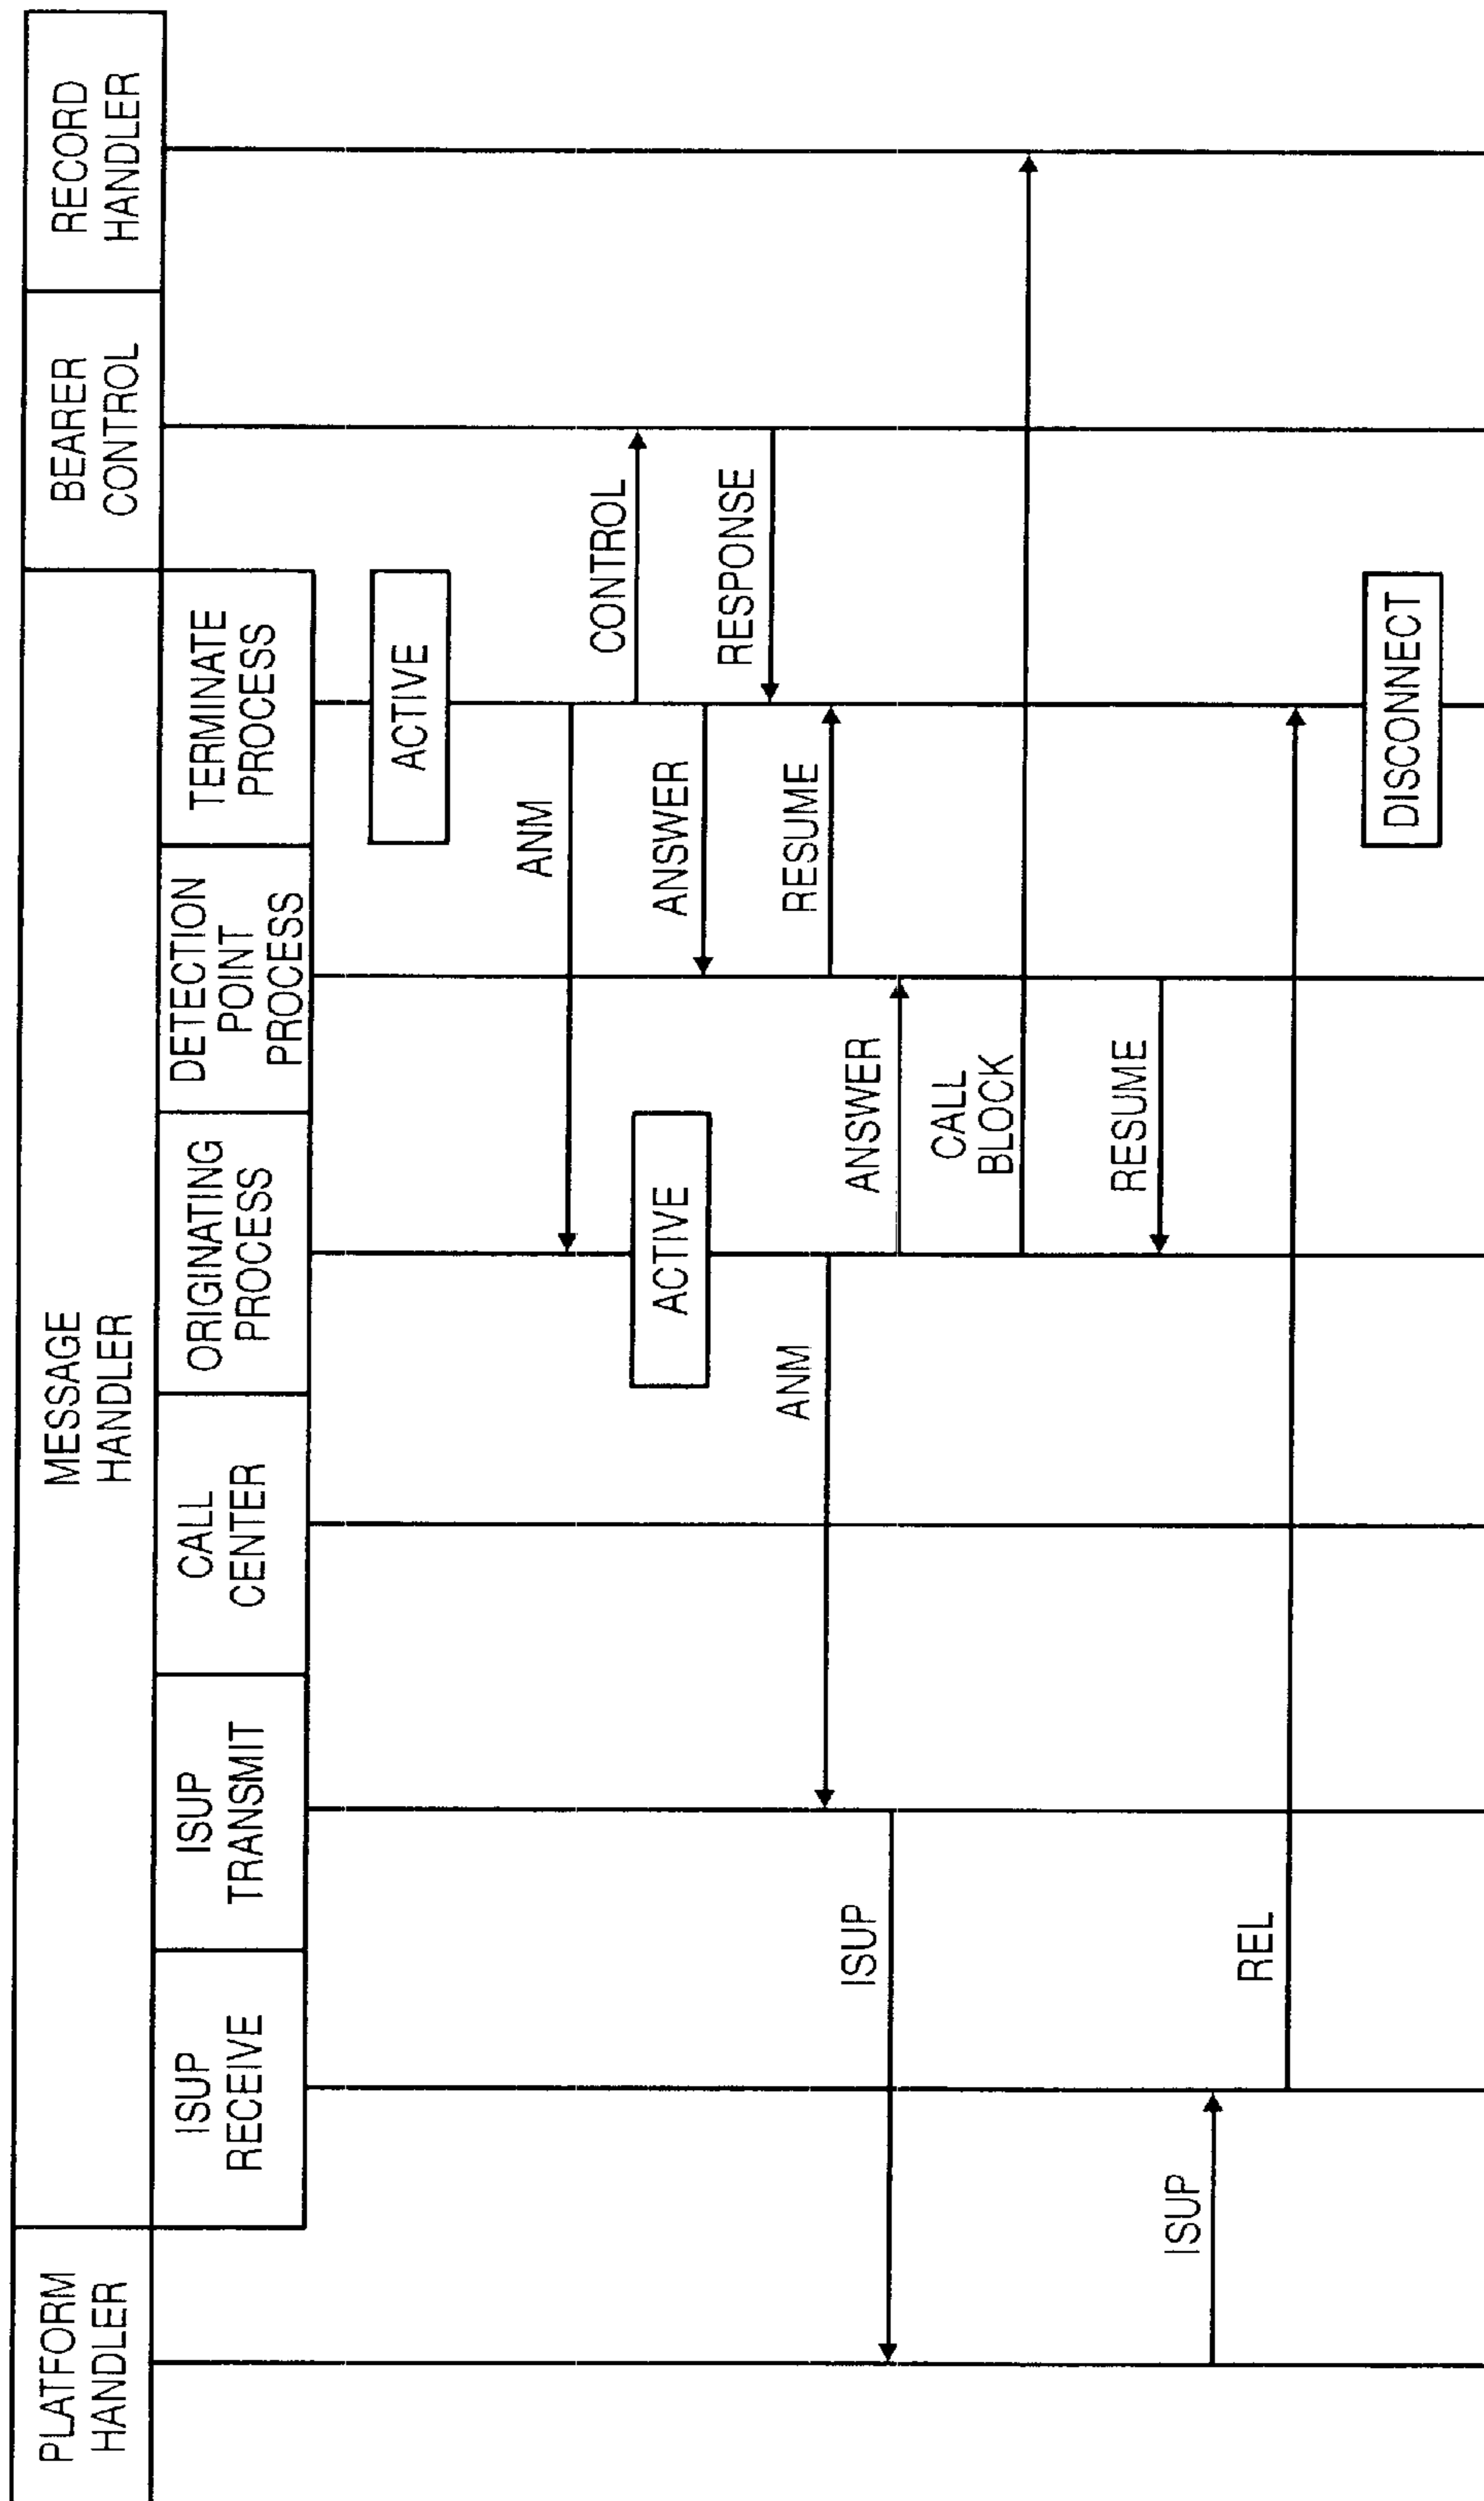 PLATFORM
HANDLER
MESSAGE
HANDLER
BEARER
CONTROL
RECORD
HANDLER
ISUP
RECEIVE
ISUP
TRANSMIT
CALL
CENTER
ORIGINATING
PROCESS
DETECTION
POINT
PROCESS
TERMINATE
PROCESS
ACTIVE
ANM
CONTROL
ACTIVE
ANSWER
RESPONSE
ANM
RESUME
ISUP
ANSWER
CALL
BLOCK
RESUME
ISUP
REL
DISCONNECT